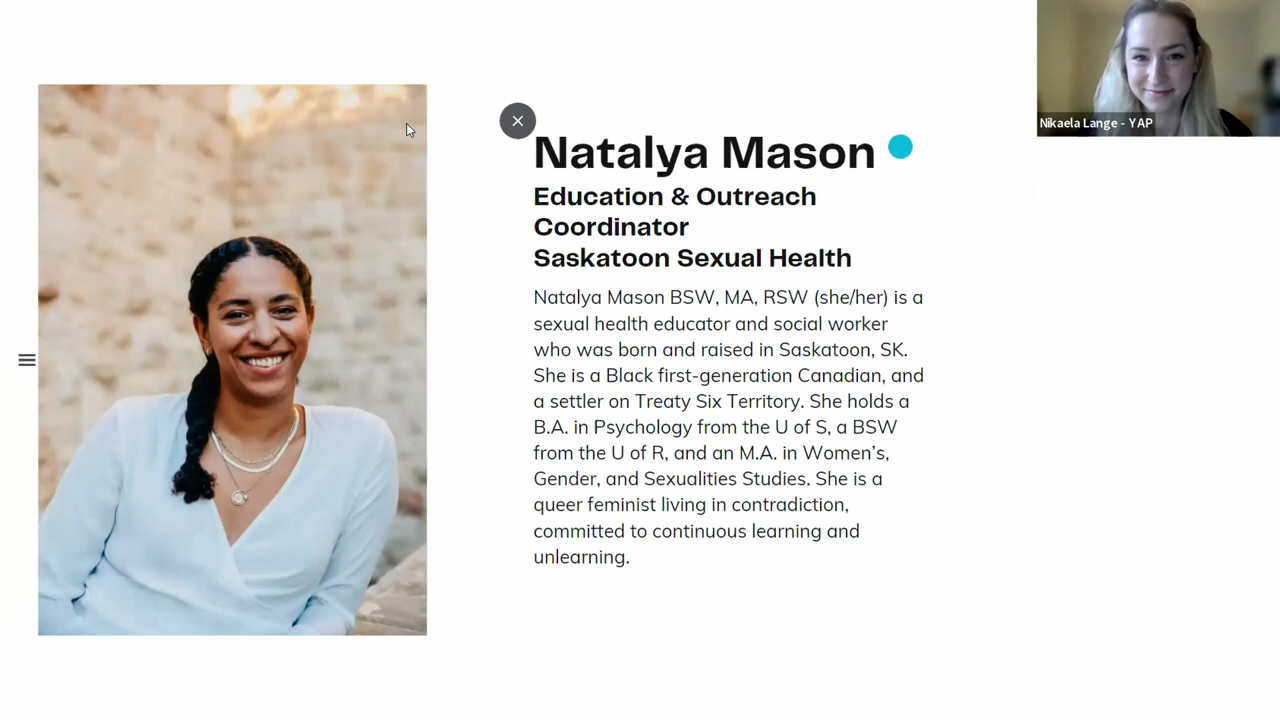 Natalya Mason
Education & Outreach
Coordinator
Saskatoon Sexual Health
Natalya Mason BSW, MA, RSW (she/her) is a
sexual health educator and social worker
who was born and raised in Saskatoon, SK.
She is a Black first-generation Canadian, and
a settler on Treaty Six Territory. She holds a
B.A. in Psychology from the U of S, a BSW
from the U of R, and an M.A. in Women’s,
Gender, and Sexualities Studies. She is a
queer feminist living in contradiction,
committed to continuous learning and
unlearning.
Nikaela Lange - YAP